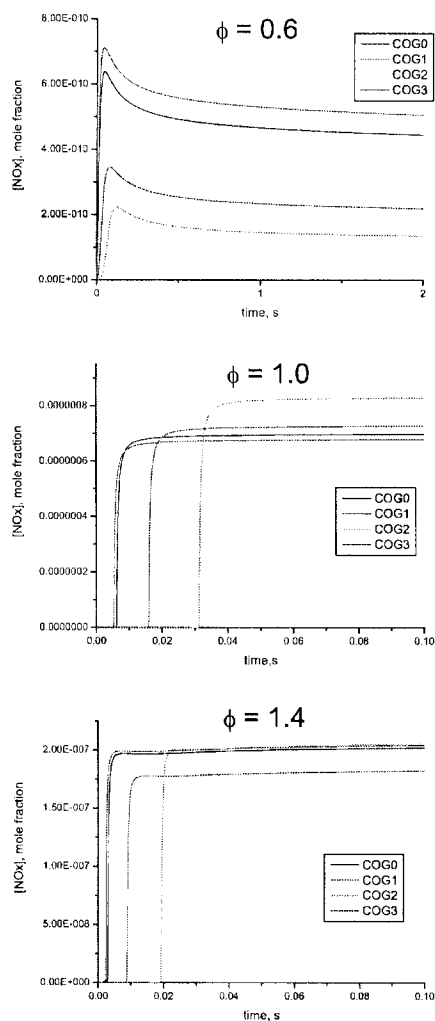 φ = 0.6
8.00E-010
6.00E-010
4.00E-010
2.00E-010
0.00E+000
[NOx], mole fraction
COG0
COG1
COG2
COG3
0
1
2
time, s
φ = 1.0
0.0000008
0.0000006
0.0000004
0.0000002
0.0000000
[NOx], mole fraction
COG0
COG1
COG2
COG3
0.00
0.02
0.04
0.06
0.08
0.10
time,s
φ = 1.4
2.00E-007
1.50E-007
1.00E-007
5.00E-008
0.00E+000
[NOx], mole fraction
COG0
COG1
COG2
COG3
0.00
0.02
0.04
0.06
0.08
0.10
time, s